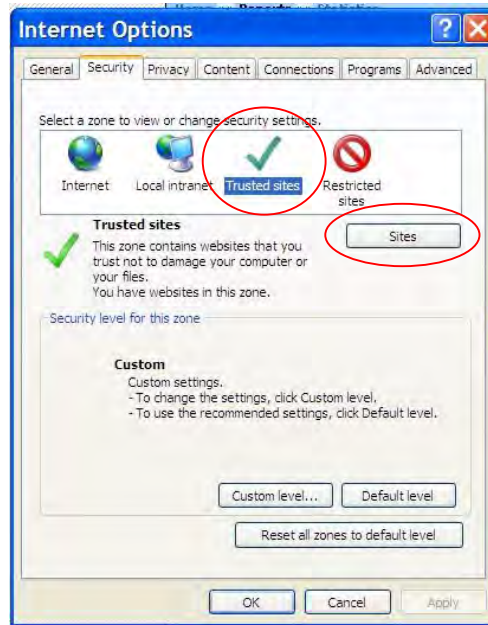 Internet Options
General Security Privacy Content Connections Programs Advanced
Select a zone to view or change security settings.
Internet Local intranet Trusted sites Restricted sites
Trusted sites
Sites
This zone contains websites that you
trust not to damage your computer or
your files.
You have websites in this zone.
Security level for this zone
Custom
Custom settings.
- To change the settings, click Custom level.
- To use the recommended settings, click Default level.
Custom level... Default level
Reset all zones to default level
OK Cancel Apply